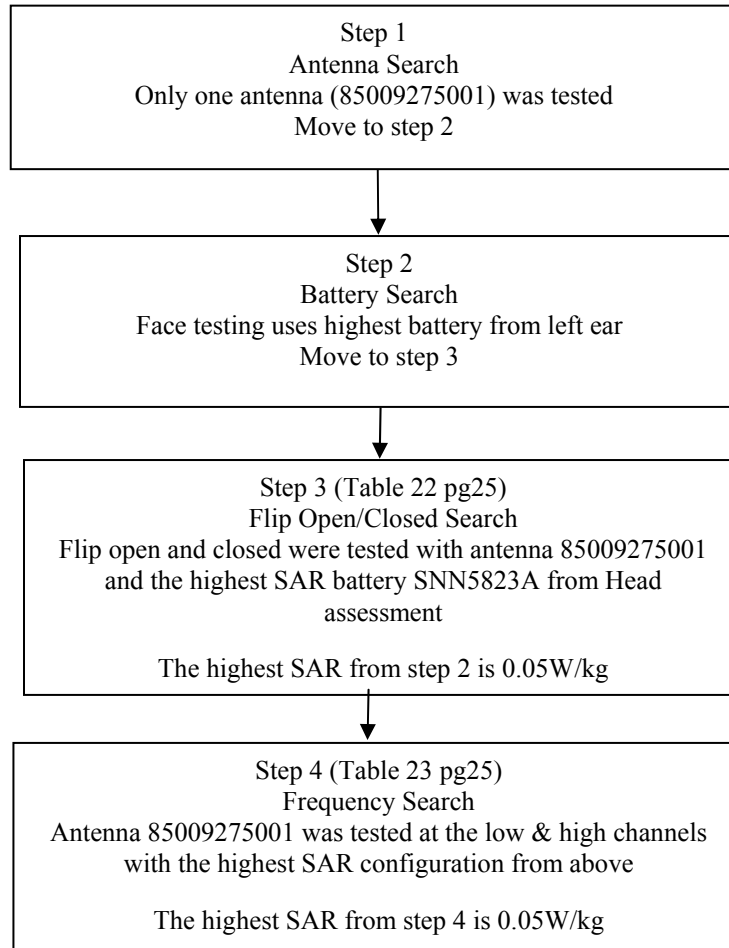 Step 1
Antenna Search
Only one antenna (85009275001) was tested
Move to step 2
Step 2
Battery Search
Face testing uses highest battery from left ear
Move to step 3
Step 3 (Table 22 pg25)
Flip Open/Closed Search
Flip open and closed were tested with antenna 85009275001
and the highest SAR battery SNN5823A from Head
assessment
The highest SAR from step 2 is 0.05W/kg
Step 4 (Table 23 pg25)
Frequency Search
Antenna 85009275001 was tested at the low & high channels
with the highest SAR configuration from above
The highest SAR from step 4 is 0.05W/kg